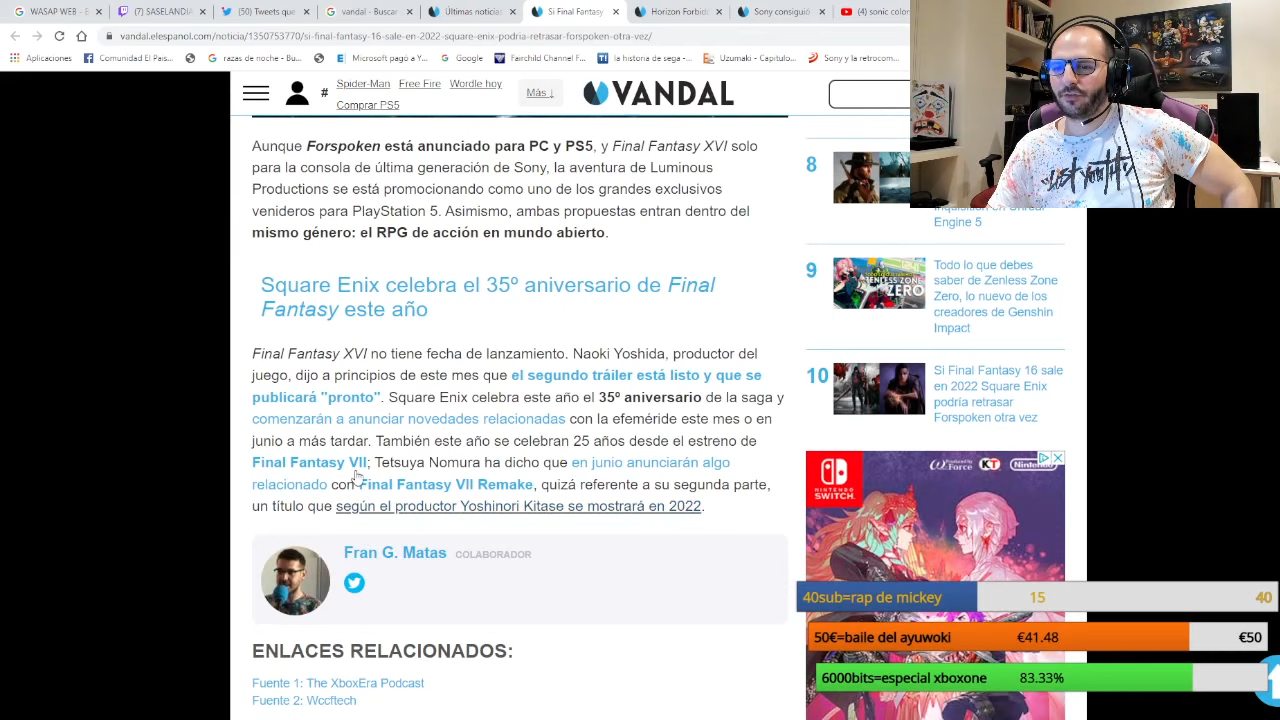 WASAP WEB - B
(7) SASELANDIA
(50) Tweets que
vandal - Buscar
Últimas noticias
Si Final Fantasy
Horizon Forbid
Sony consiguió
(4) sonic color
vandal.elespanol.com/noticia/1350753770/si-final-fantasy-16-sale-en-2022-square-enix-podria-retrasar-forspoken-otra-vez/
Aplicaciones
Comunidad El Pais...
razas de noche - Bu...
Microsoft pagó a Y...
Google
Fairchild Channel F...
la historia de sega -...
Uzumaki - Capitulo...
Sony y la retrocom...
#
Spider-Man Free Fire Wordle hoy
Comprar PS5
Más ↓
VANDAL
Aunque Forspoken está anunciado para PC y PS5, y Final Fantasy XVI solo
para la consola de última generación de Sony, la aventura de Luminous
Productions se está promocionando como uno de los grandes exclusivos
venideros para PlayStation 5. Asimismo, ambas propuestas entran dentro del
mismo género: el RPG de acción en mundo abierto.
Square Enix celebra el 35º aniversario de Final
Fantasy este año
Final Fantasy XVI no tiene fecha de lanzamiento. Naoki Yoshida, productor del
juego, dijo a principios de este mes que el segundo tráiler está listo y que se
publicará "pronto". Square Enix celebra este año el 35º aniversario de la saga y
comenzarán a anunciar novedades relacionadas con la efeméride este mes o en
junio a más tardar. También este año se celebran 25 años desde el estreno de
Final Fantasy VII; Tetsuya Nomura ha dicho que en junio anunciarán algo
relacionado con Final Fantasy VII Remake, quizá referente a su segunda parte,
un título que según el productor Yoshinori Kitase se mostrará en 2022.
Fran G. Matas COLABORADOR
ENLACES RELACIONADOS:
Fuente 1: The XboxEra Podcast
Fuente 2: Wccftech
8
Inquisition en Unreal
Engine 5
9
Todo lo que debes
saber de Zenless Zone
Zero, lo nuevo de los
creadores de Genshin
Impact
ZENLESS ZONE
ZERO
10
Si Final Fantasy 16 sale
en 2022 Square Enix
podría retrasar
Forspoken otra vez
NINTENDO
SWITCH
ω-Force
KT
Nintendo
LOST YOUTH
40sub=rap de mickey 15 40
50€=baile del ayuwoki €41.48 €50
6000bits=especial xboxone 83.33%